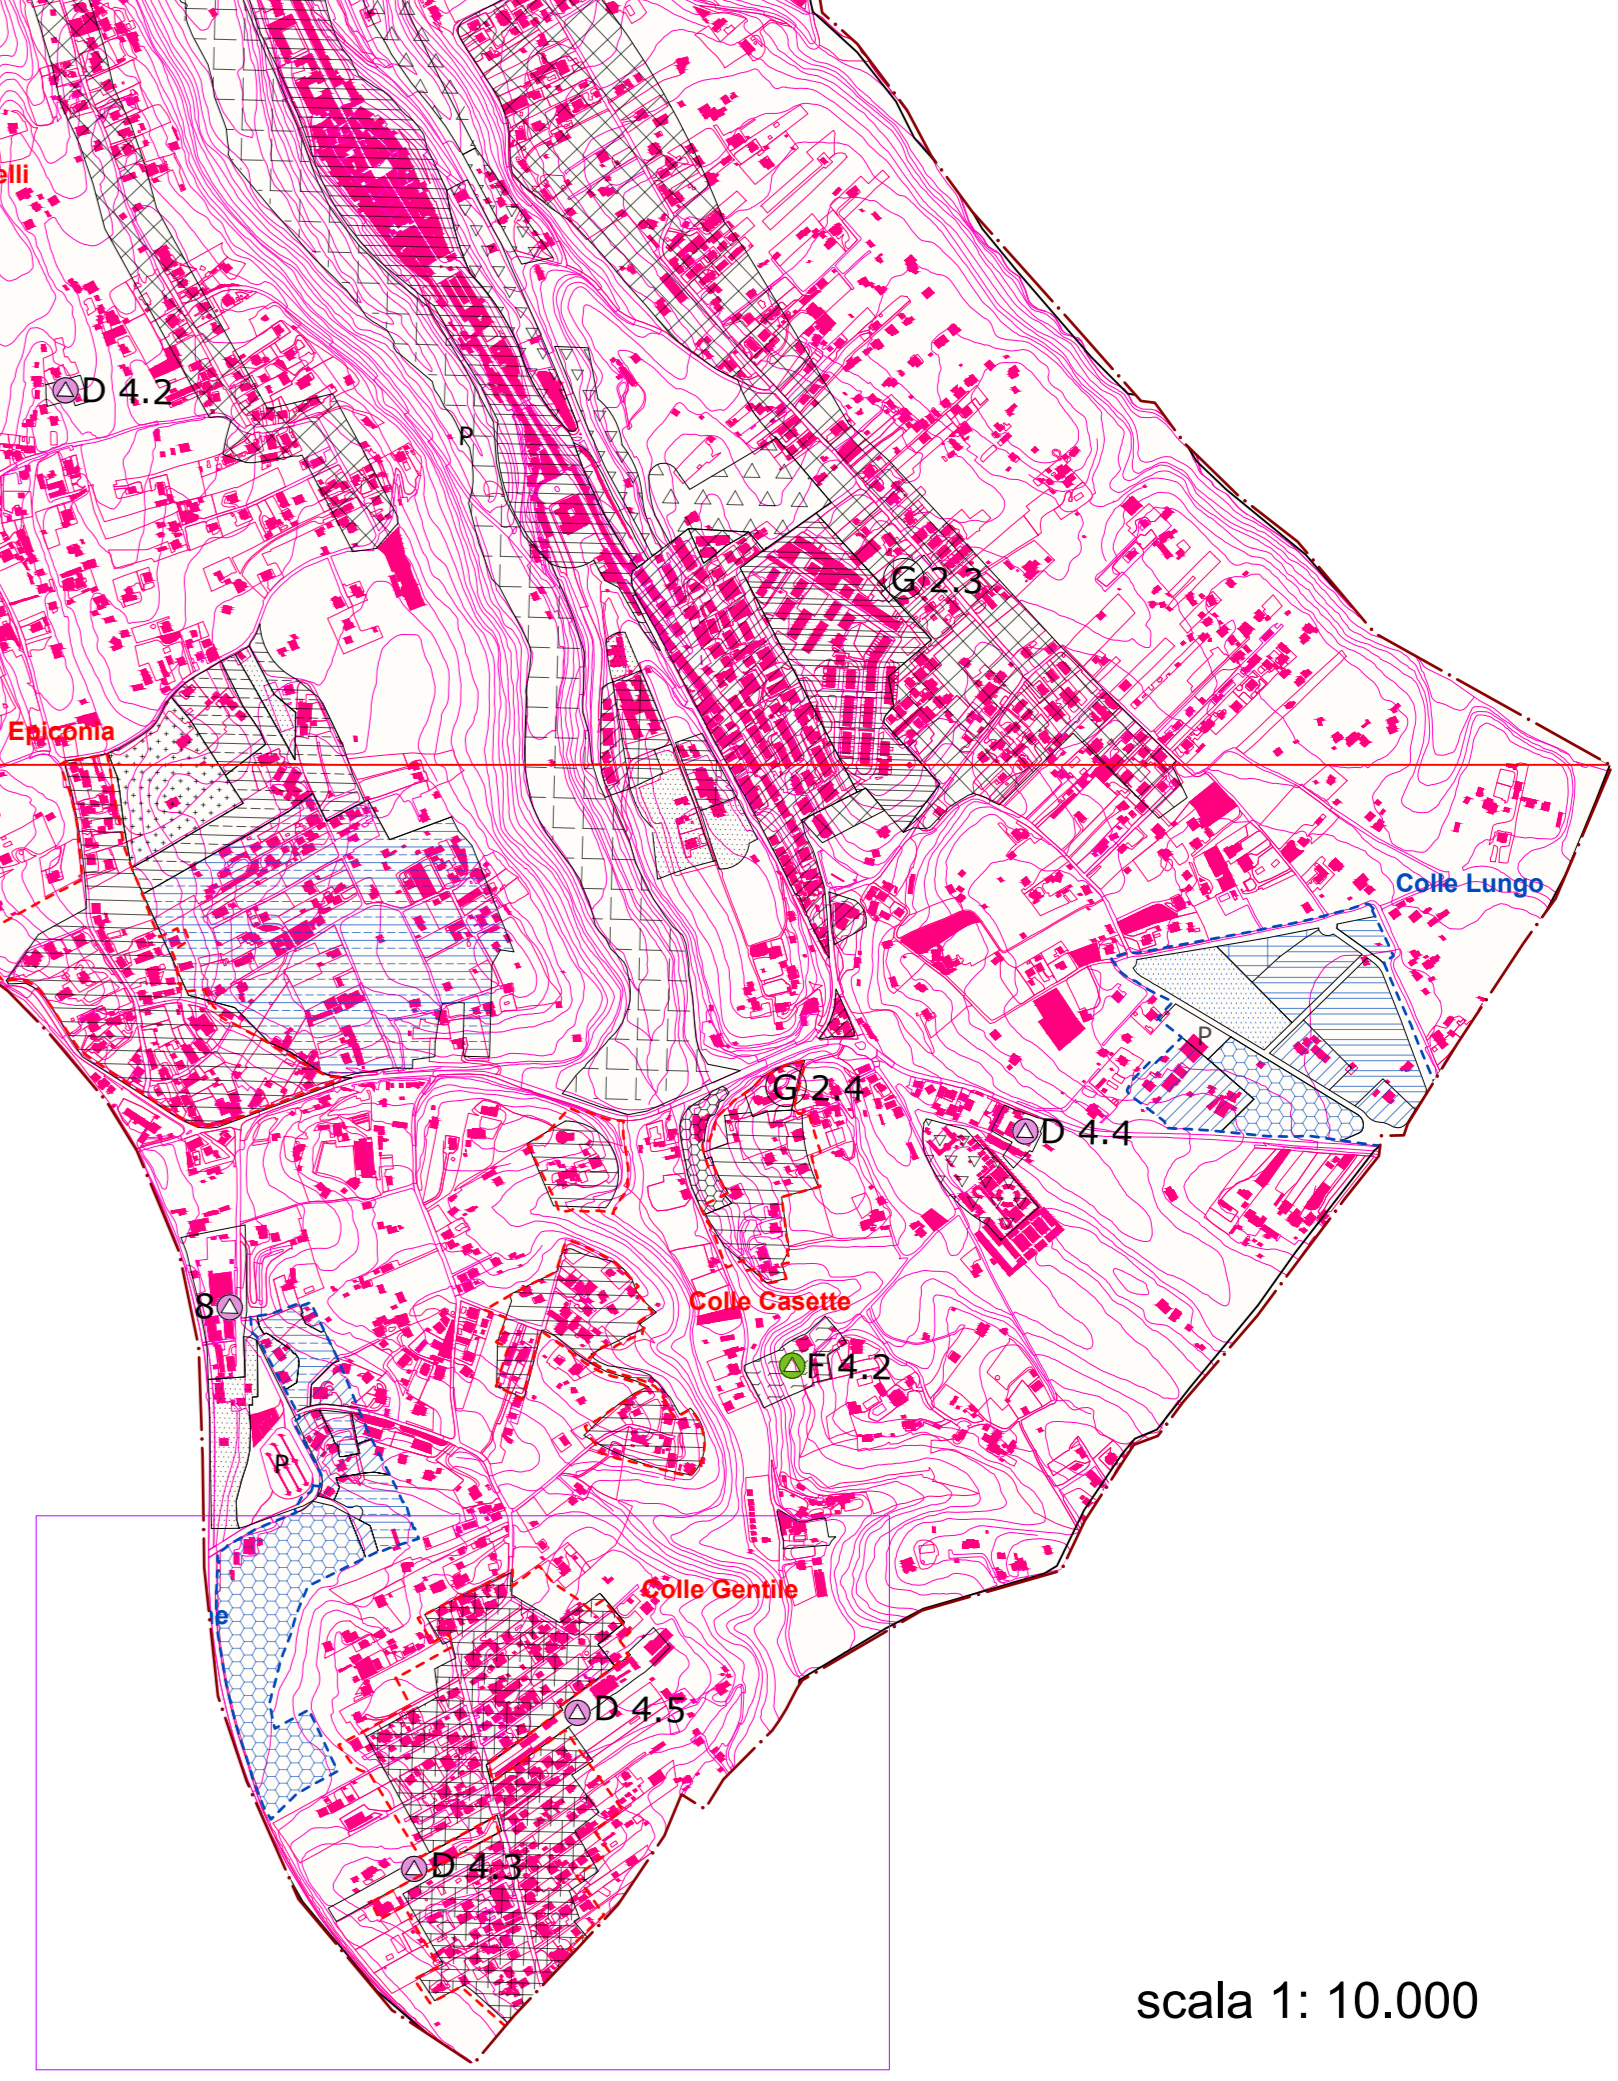 elli
D 4.2
P
G 2.3
Epiconia
Colle Lungo
P
G 2.4
D 4.4
Colle Casette
8
F 4.2
P
Colle Gentile
e
D 4.5
D 4.3
scala 1: 10.000